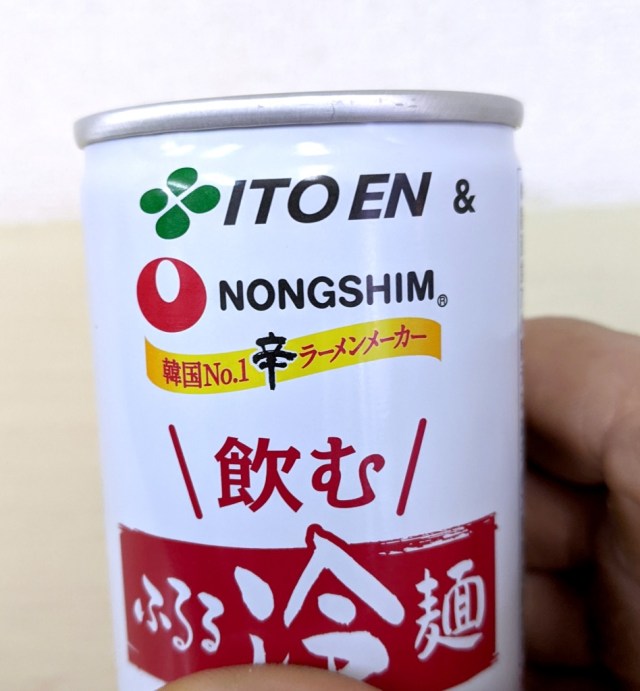 ITO EN &
NONGSHIM®
韓国No.1 辛 ラーメンメーカー
\ 飲む /
ふるる 冷 麺